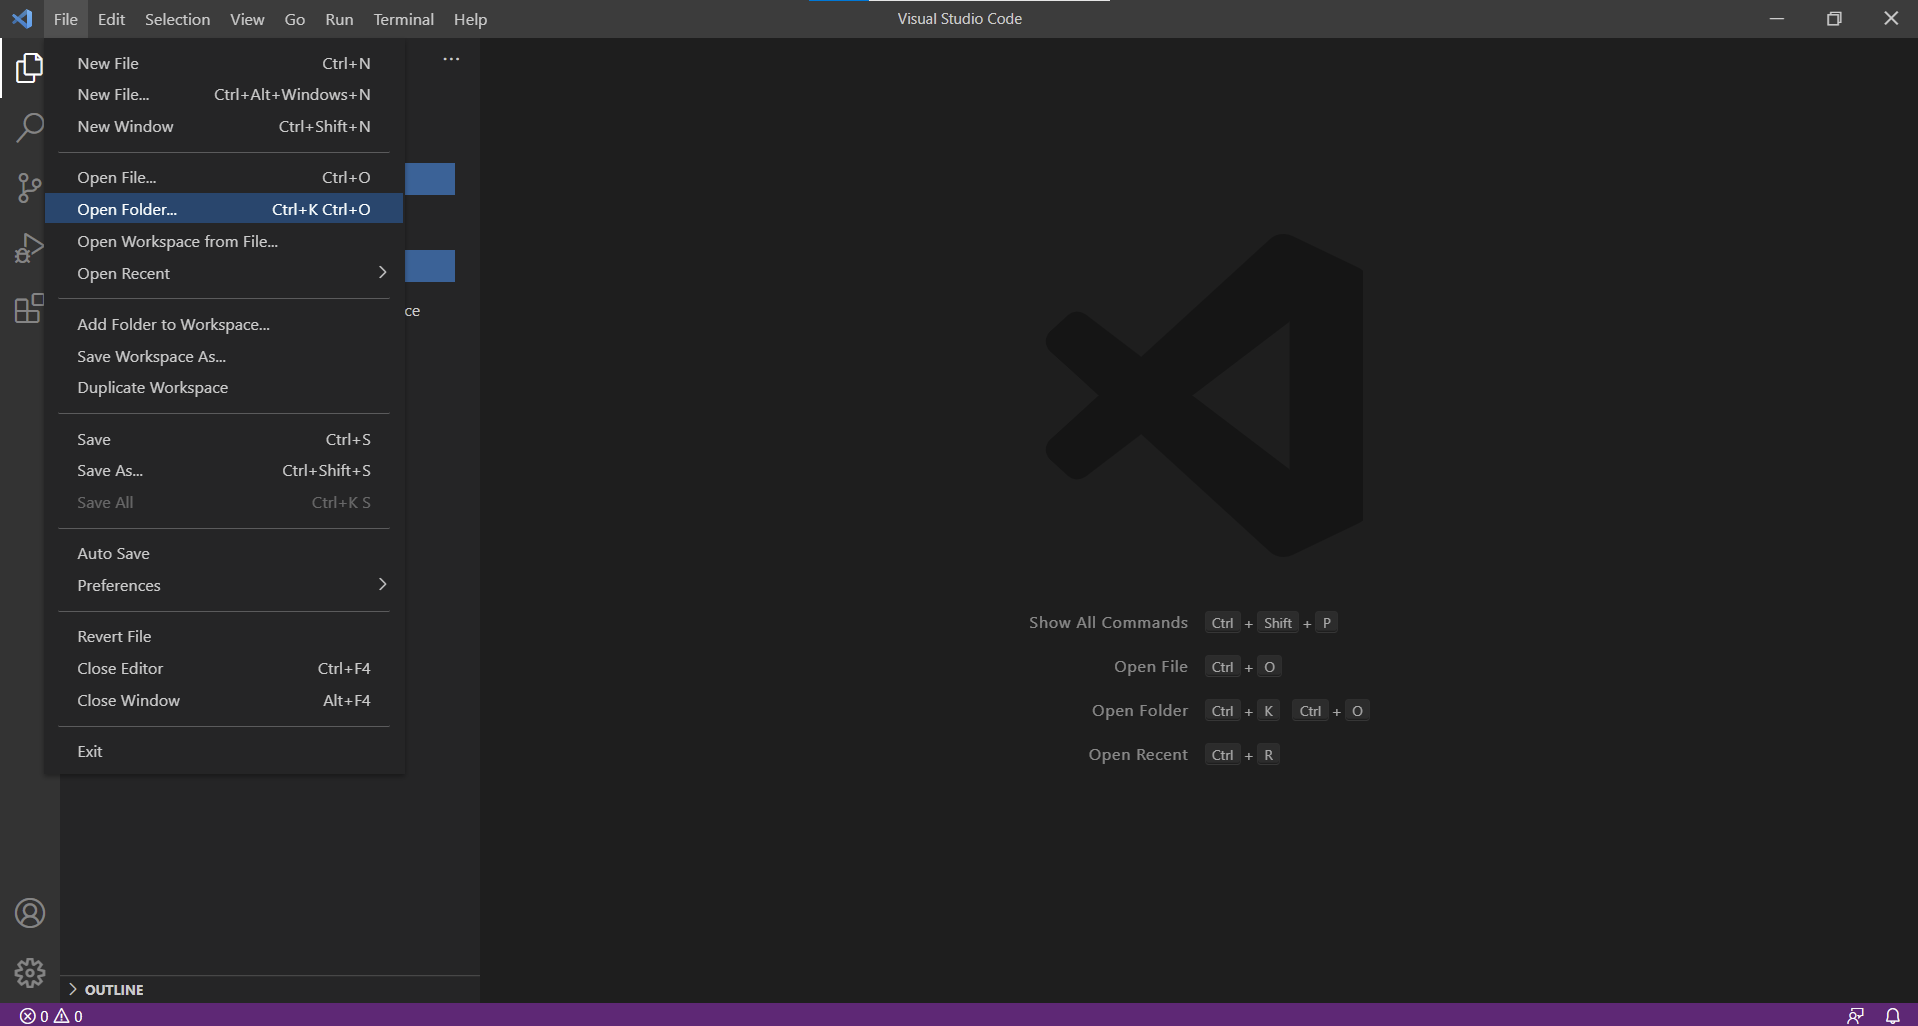 File Edit Selection View Go Run Terminal Help Visual Studio Code
New File Ctrl+N
New File... Ctrl+Alt+Windows+N
New Window Ctrl+Shift+N
Open File... Ctrl+O
Open Folder... Ctrl+K Ctrl+O
Open Workspace from File...
Open Recent
ce
Add Folder to Workspace...
Save Workspace As...
Duplicate Workspace
Save Ctrl+S
Save As... Ctrl+Shift+S
Save All Ctrl+K S
Auto Save
Preferences
Revert File
Close Editor Ctrl+F4
Close Window Alt+F4
Exit
Show All Commands Ctrl + Shift + P
Open File Ctrl + O
Open Folder Ctrl + K Ctrl + O
Open Recent Ctrl + R
OUTLINE
0 0